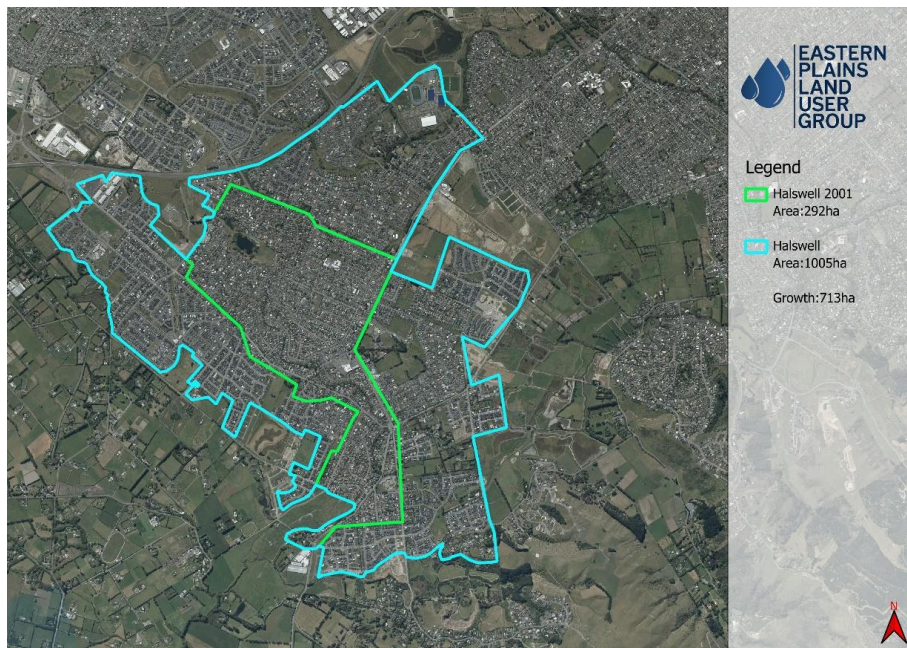 EASTERN
PLAINS
LAND
USER
GROUP
Legend
Halswell 2001
Area:292ha
Halswell
Area:1005ha
Growth:713ha
N